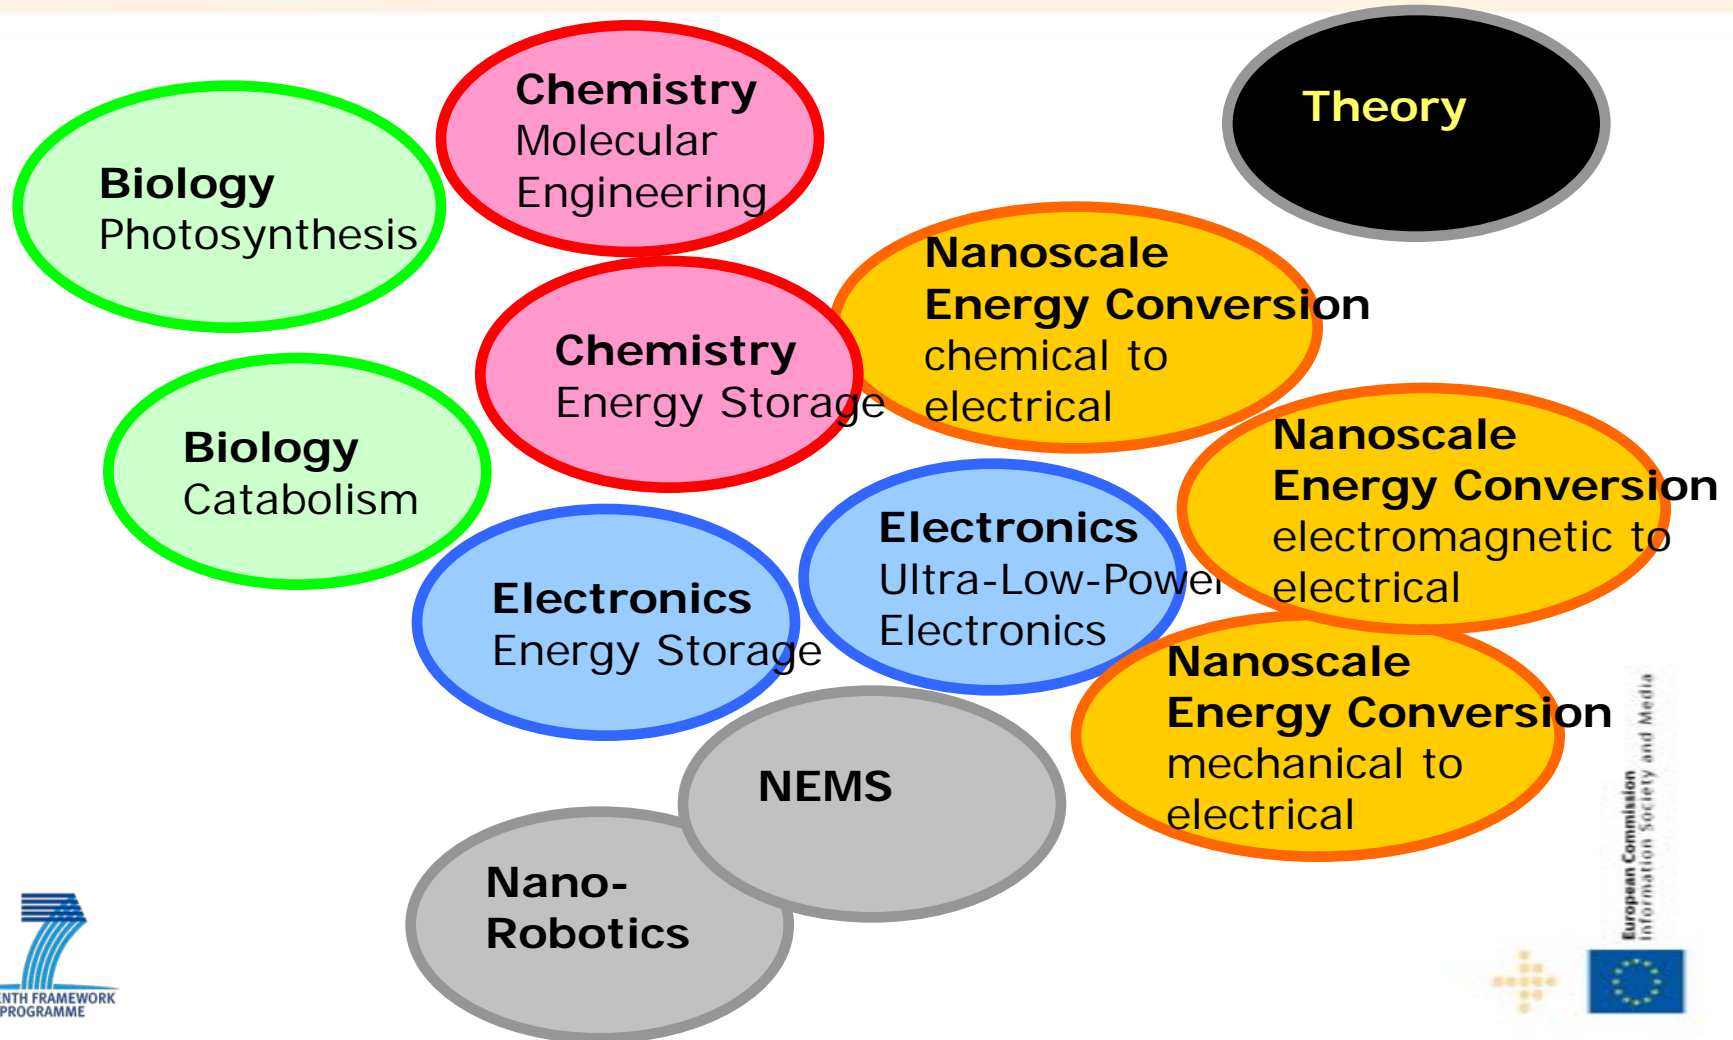 Chemistry
Molecular
Engineering
Theory
Biology
Photosynthesis
Nanoscale
Energy Conversion
chemical to
electrical
Chemistry
Energy Storage
Biology
Catabolism
Nanoscale
Energy Conversion
electromagnetic to
electrical
Electronics
Ultra-Low-Power
Electronics
Electronics
Energy Storage
Nanoscale
Energy Conversion
mechanical to
electrical
NEMS
Nano-
Robotics
ENTH FRAMEWORK
PROGRAMME
European Commission
Information Society and Media